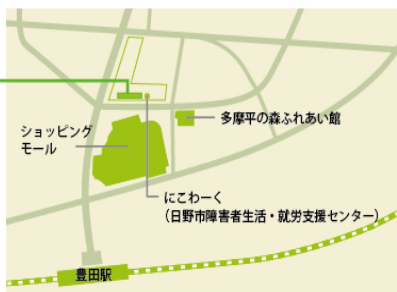 多摩平の森ふれあい館
ショッピング
モール
にこわーく
（日野市障害者生活・就労支援センター）
豊田駅